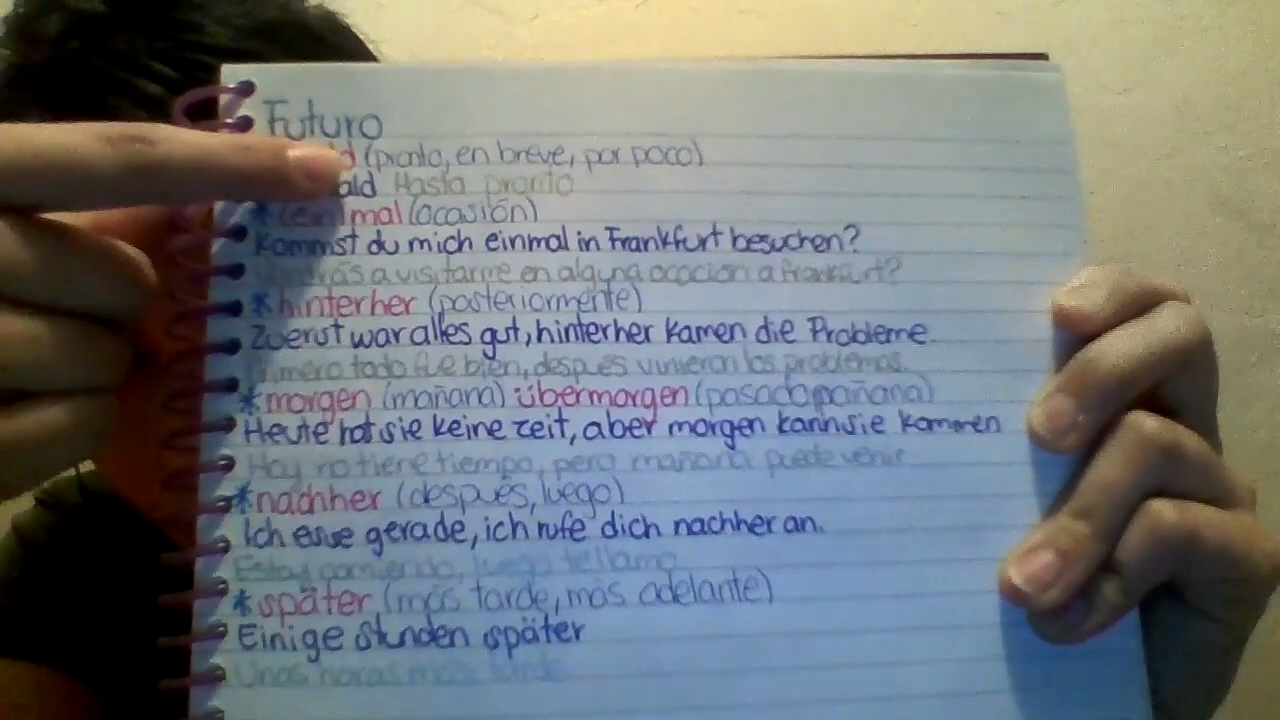 Futuro
(pronto, en breve, por poco)
Hasta pronto
mal (ocasión)
Kommst du mich einmal in Frankfurt besuchen?
a visitarme en alguna ocacion a
*hinterher (posteriormente)
Zuerst war alles gut, hinterher kamen die Probleme.
todo fue bien, después vinieron los problemas.
*morgen (mañana) übermorgen (pasado mañana)
Heute hat sie keine zeit, aber morgen kann sie kommen
Hoy no tiene tiempo, pero mañana puede venir
*nachher (después, luego)
Ich esse gerade, ich rufe dich nachher an.
Estoy comiendo, luego te llamo
*später (más tarde, más adelante)
Einige stunden später
Unas horas más tarde